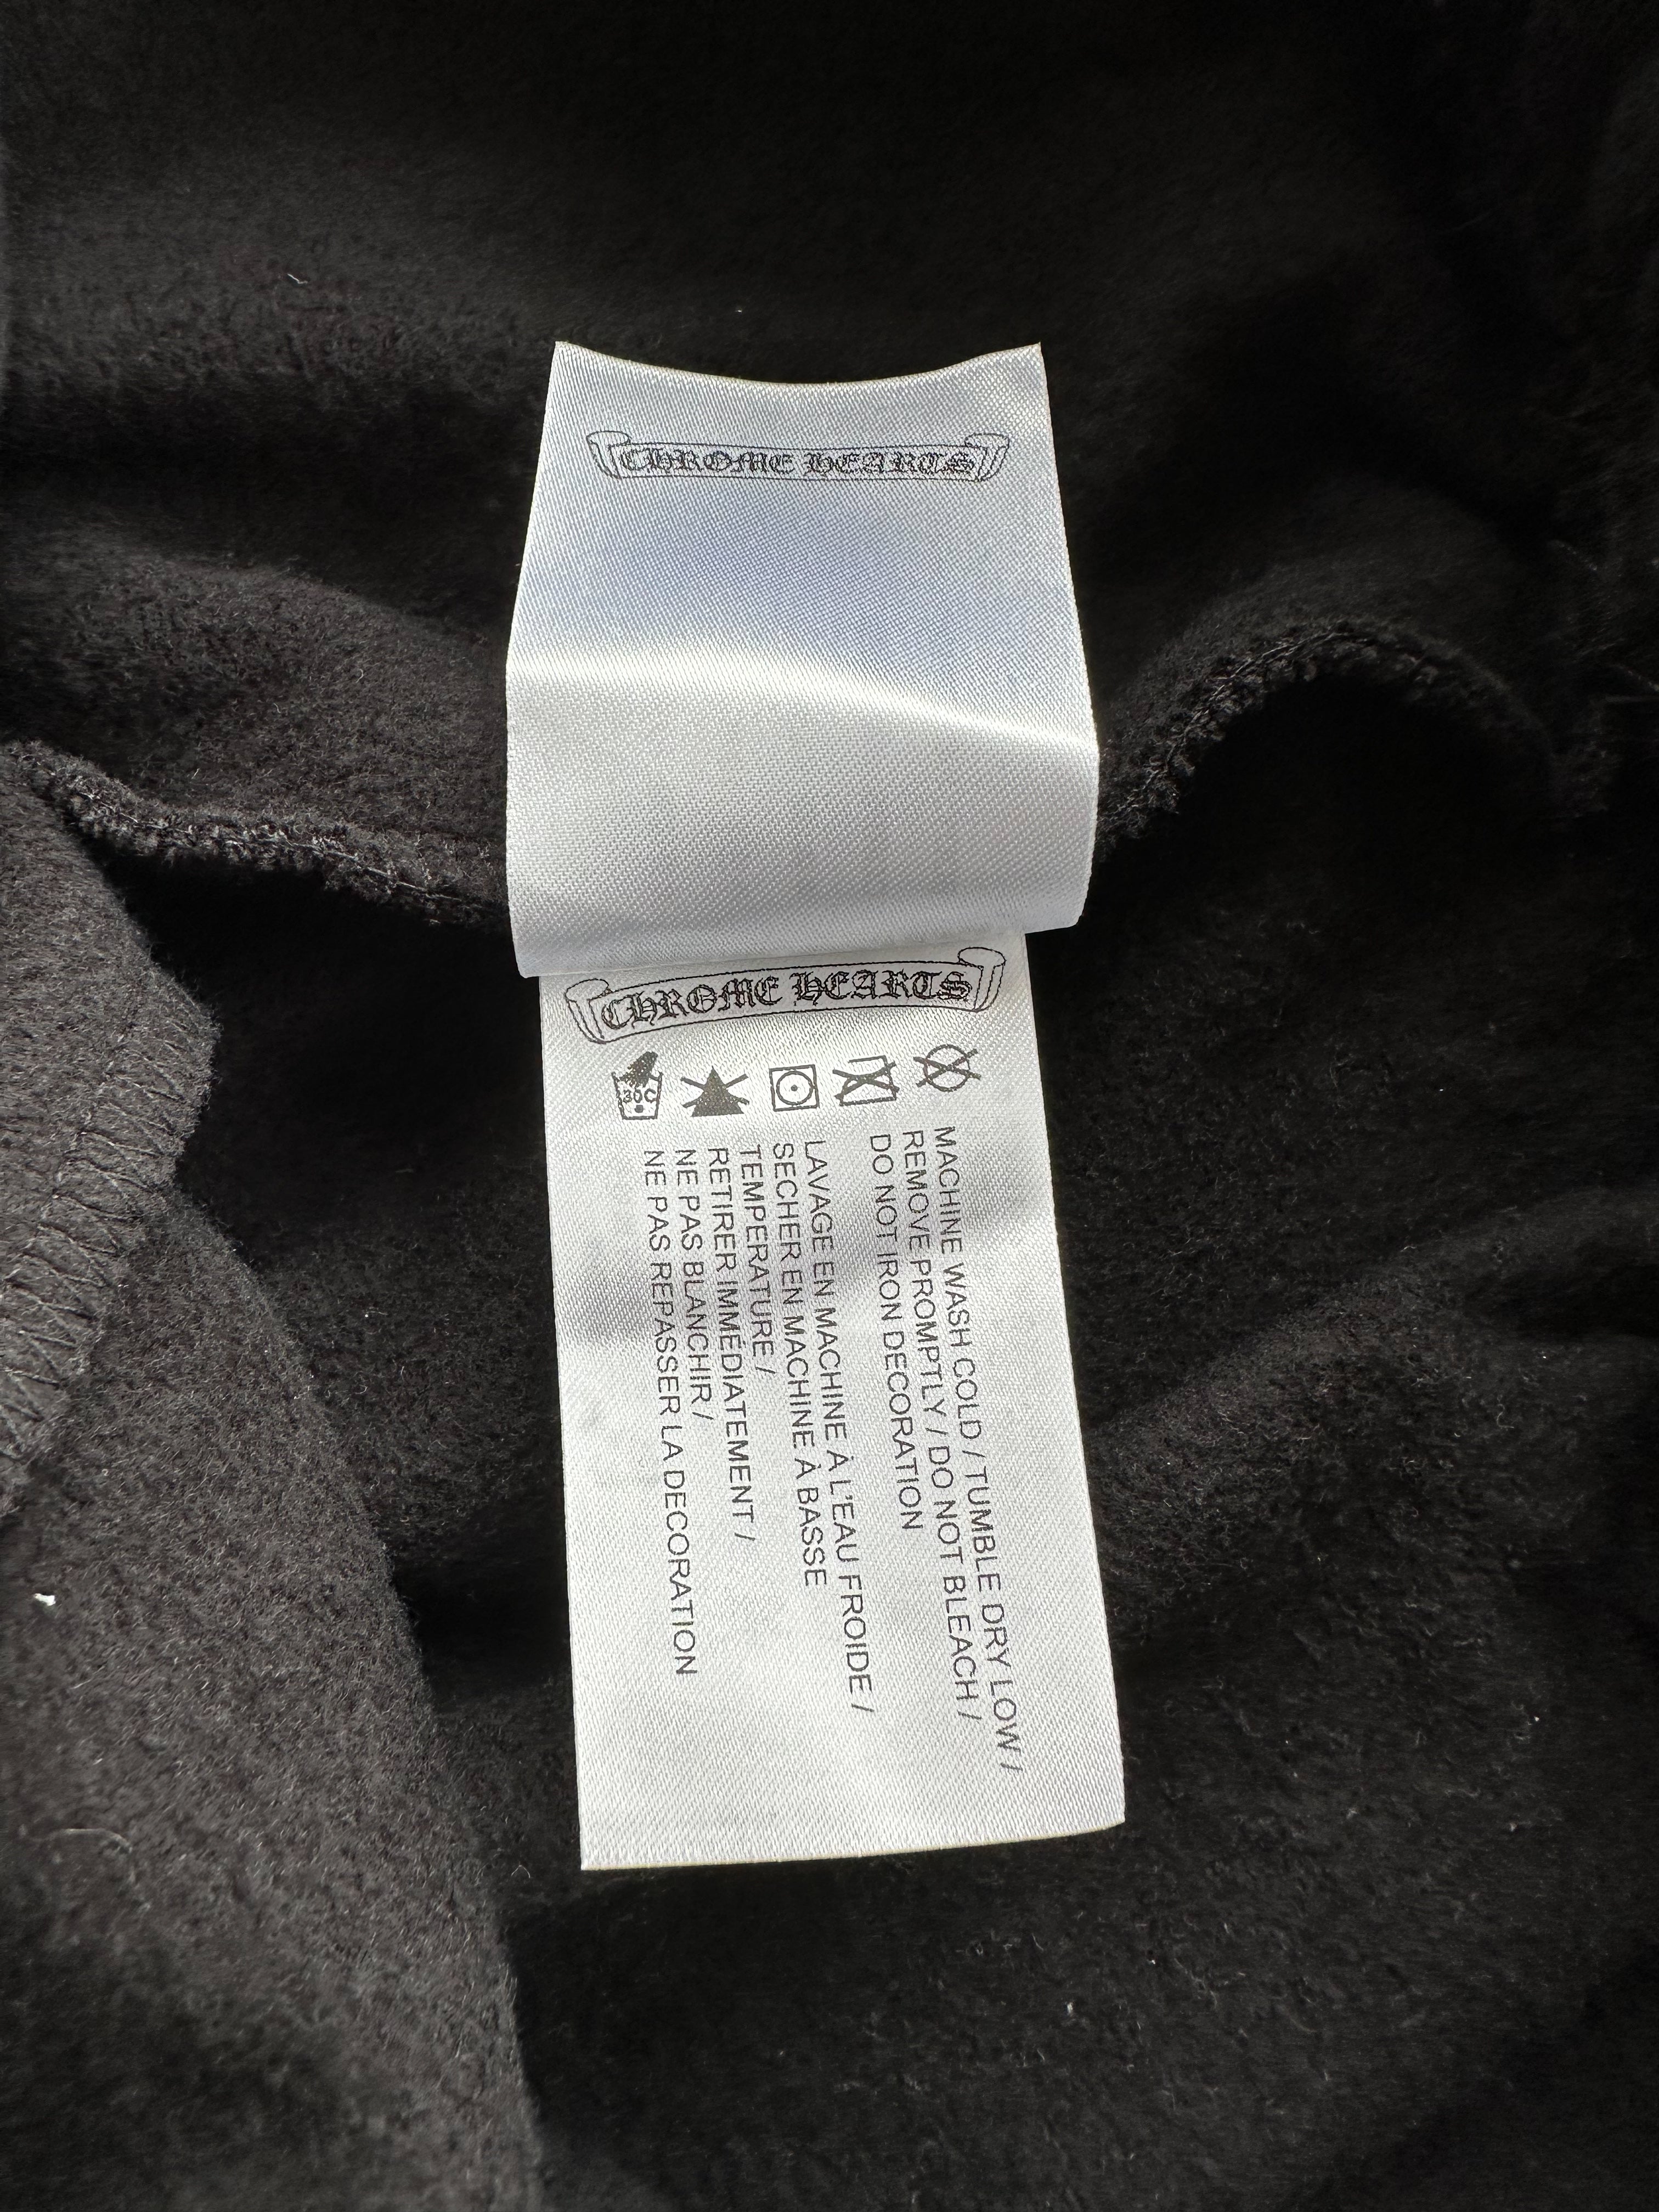 CHROME HEARTS
CHROME HEARTS
30C
MACHINE WASH COLD / TUMBLE DRY LOW /
REMOVE PROMPTLY / DO NOT BLEACH /
DO NOT IRON DECORATION
LAVAGE EN MACHINE À L'EAU FROIDE /
SECHER EN MACHINE À BASSE
TEMPERATURE /
RETIRER IMMÉDIATEMENT /
NE PAS BLANCHIR /
NE PAS REPASSER LA DECORATION